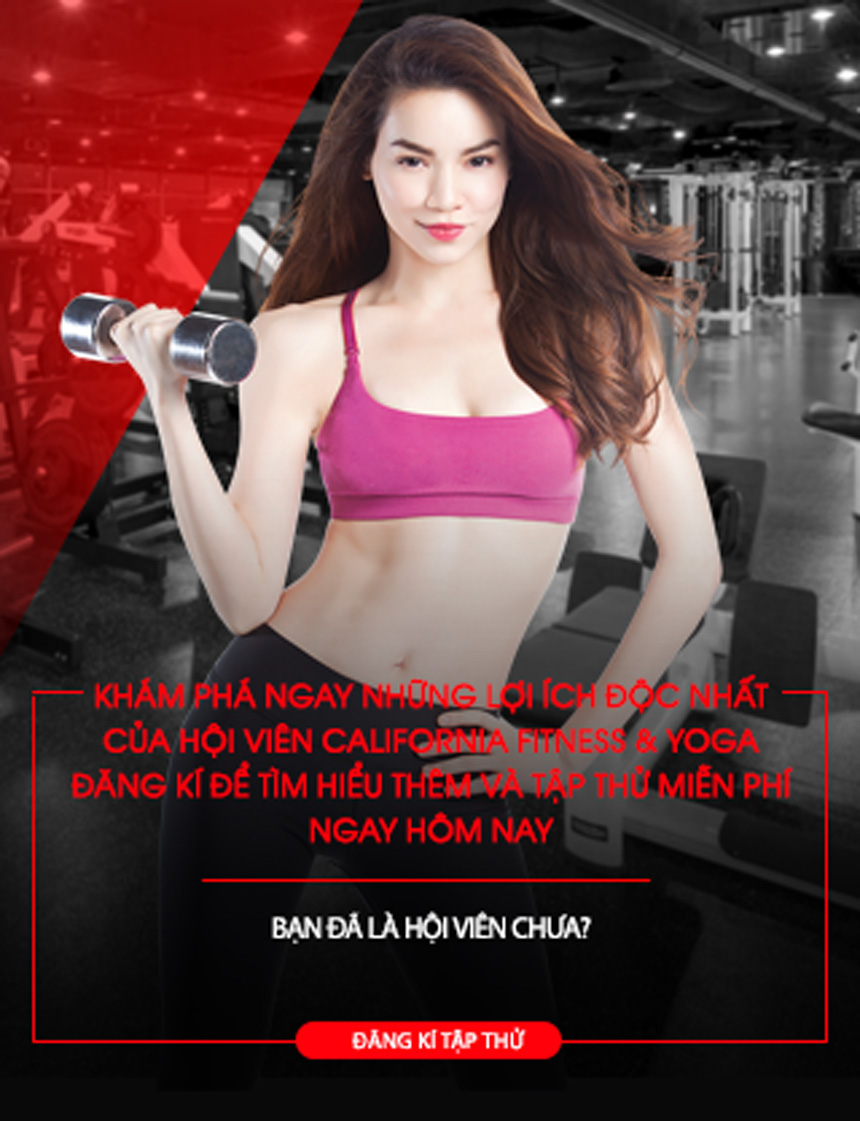 KHÁM PHÁ NGAY NHỮNG LỢI ÍCH ĐỘC NHẤT
CỦA HỘI VIÊN CALIFORNIA FITNESS & YOGA
ĐĂNG KÍ ĐỂ TÌM HIỂU THÊM VÀ TẬP THỬ MIỄN PHÍ
NGAY HÔM NAY
BẠN ĐÃ LÀ HỘI VIÊN CHƯA?
ĐĂNG KÍ TẬP THỬ